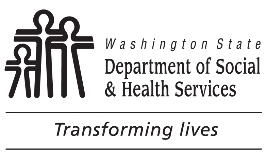 Washington State
Department of Social
& Health Services
Transforming lives